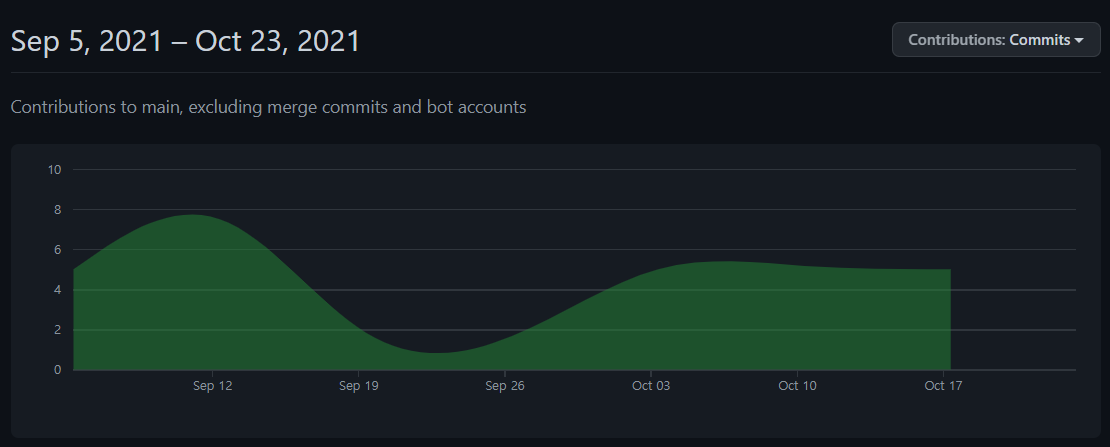 Sep 5, 2021 – Oct 23, 2021
Contributions: Commits
Contributions to main, excluding merge commits and bot accounts
10
8
6
4
2
0
Sep 12 Sep 19 Sep 26 Oct 03 Oct 10 Oct 17